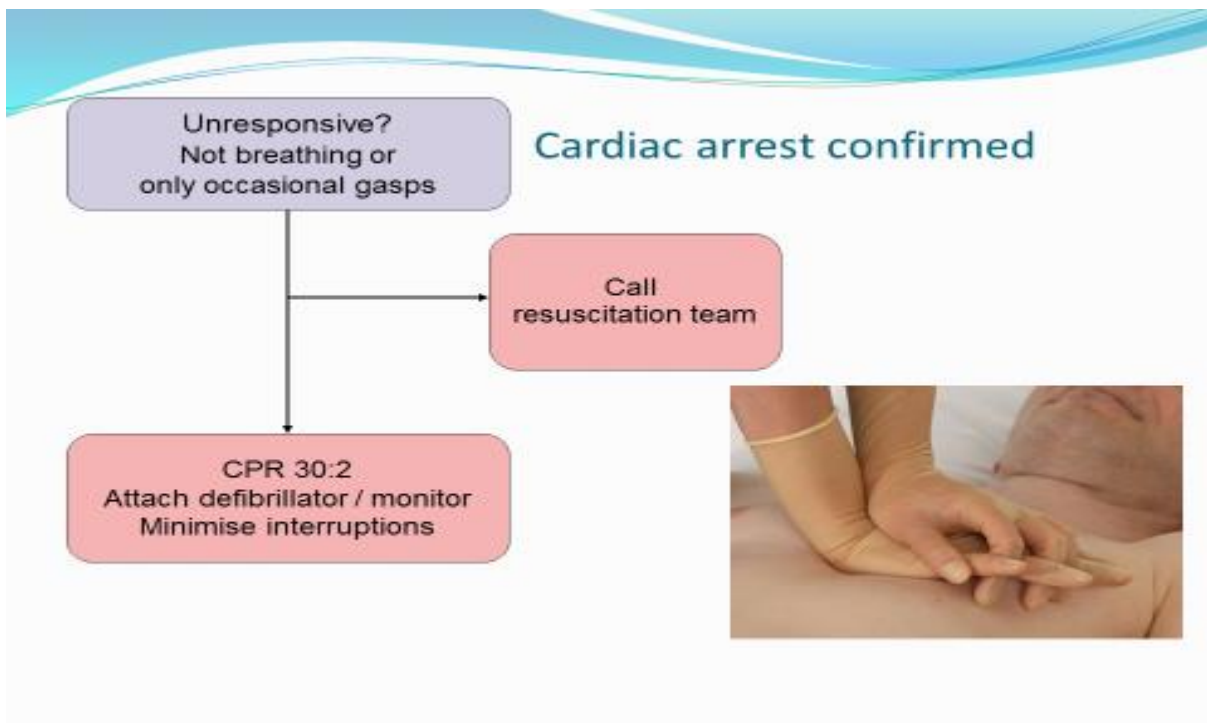 Unresponsive?
Not breathing or
only occasional gasps
Cardiac arrest confirmed
Call
resuscitation team
CPR 30:2
Attach defibrillator / monitor
Minimise interruptions